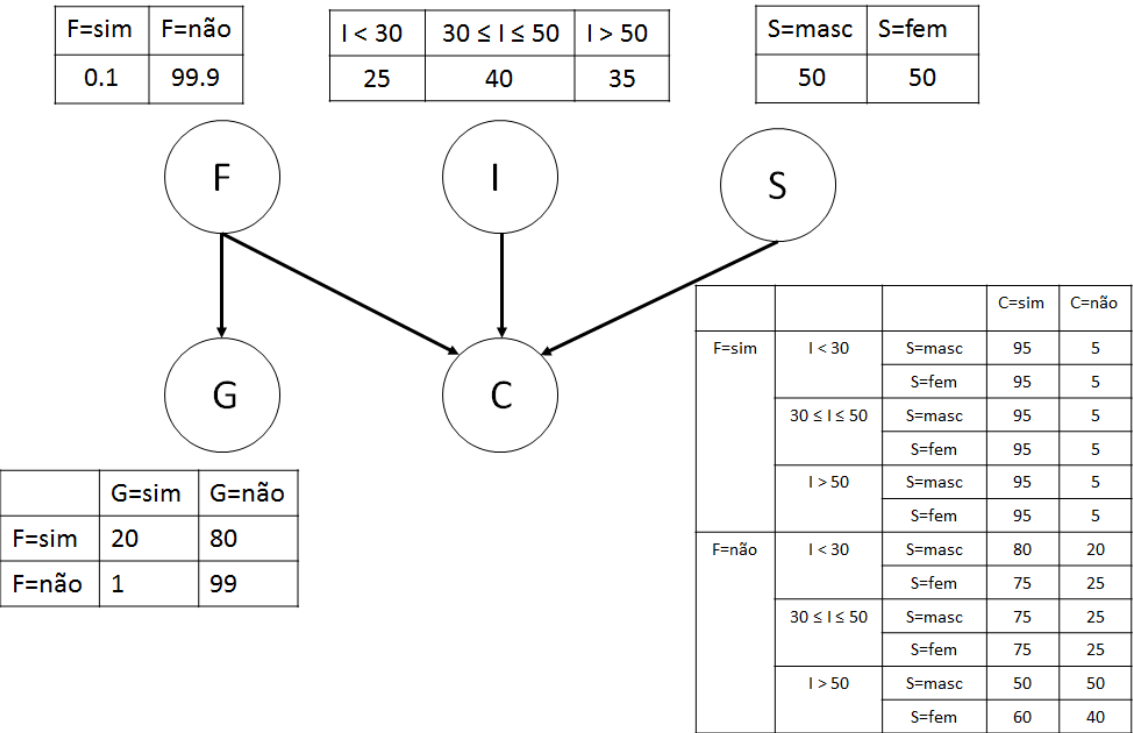 F=sim F=não
0.1 99.9
I < 30 30 ≤ I ≤ 50 I > 50
25 40 35
S=masc S=fem
50 50
F
I
S
G
C
G=sim G=não
F=sim 20 80
F=não 1 99
C=sim C=não
F=sim I < 30 S=masc 95 5
S=fem 95 5
30 ≤ I ≤ 50 S=masc 95 5
S=fem 95 5
I > 50 S=masc 95 5
S=fem 95 5
F=não I < 30 S=masc 80 20
S=fem 75 25
30 ≤ I ≤ 50 S=masc 75 25
S=fem 75 25
I > 50 S=masc 50 50
S=fem 60 40